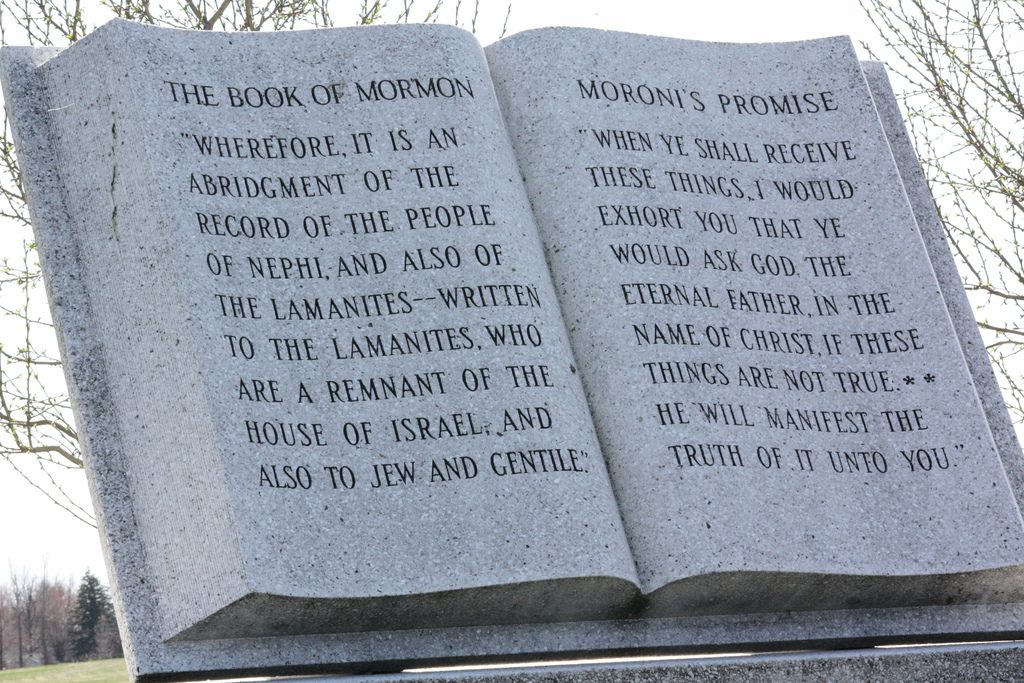 THE BOOK OF MORMON
"WHEREFORE, IT IS AN
ABRIDGMENT OF THE
RECORD OF THE PEOPLE
OF NEPHI, AND ALSO OF
THE LAMANITES--WRITTEN
TO THE LAMANITES, WHO
ARE A REMNANT OF THE
HOUSE OF ISRAEL, AND
ALSO TO JEW AND GENTILE,"
MORONI'S PROMISE
"WHEN YE SHALL RECEIVE
THESE THINGS, I WOULD
EXHORT YOU THAT YE
WOULD ASK GOD, THE
ETERNAL FATHER, IN THE
NAME OF CHRIST, IF THESE
THINGS ARE NOT TRUE.**
HE WILL MANIFEST THE
TRUTH OF IT UNTO YOU."